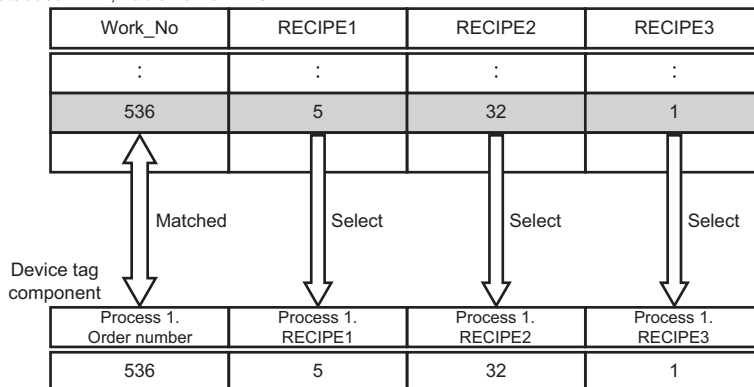 Work_No RECIPE1 RECIPE2 RECIPE3
: : : :
536 5 32 1
Matched Select Select Select
Device tag
component
Process 1. Process 1. Process 1. Process 1.
Order number RECIPE1 RECIPE2 RECIPE3
536 5 32 1